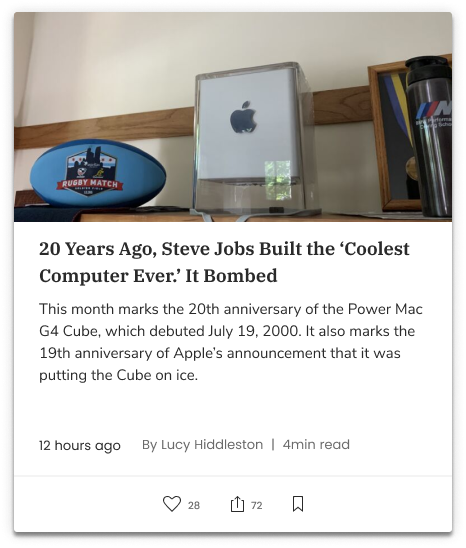 RUGBY MATCH
20 Years Ago, Steve Jobs Built the ‘Coolest
Computer Ever.’ It Bombed
This month marks the 20th anniversary of the Power Mac
G4 Cube, which debuted July 19, 2000. It also marks the
19th anniversary of Apple’s announcement that it was
putting the Cube on ice.
12 hours ago By Lucy Hiddleston | 4min read
28 72